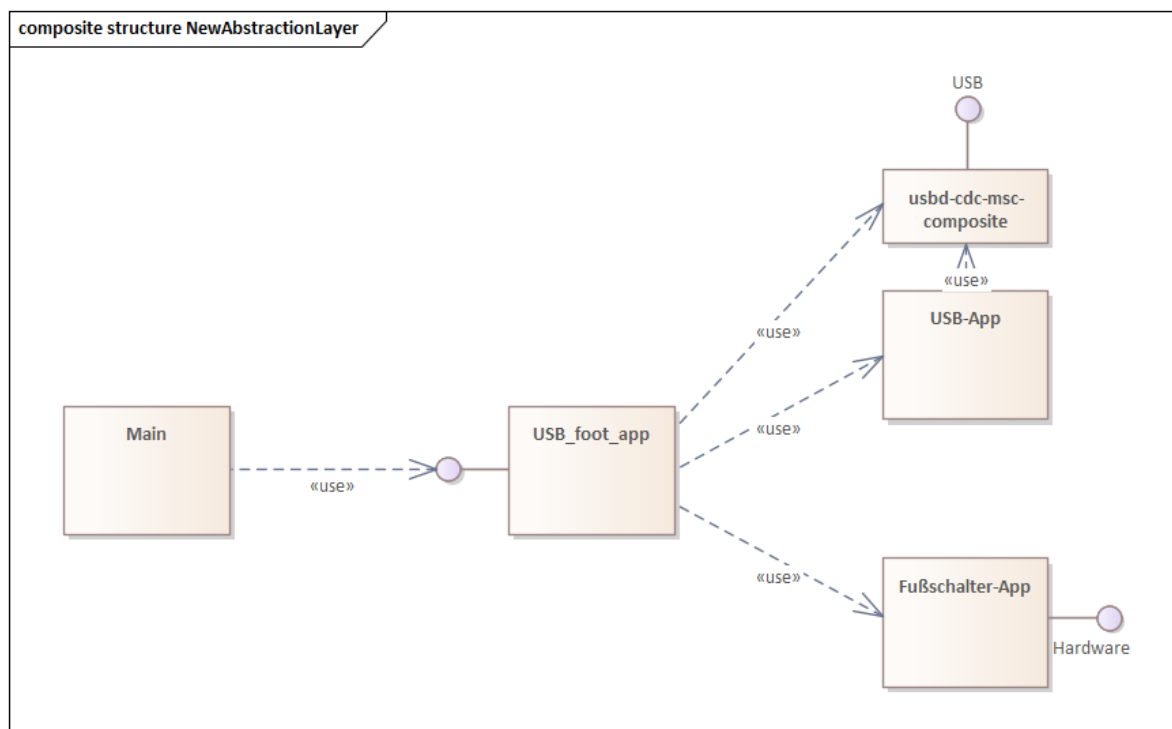 composite structure NewAbstractionLayer
USB
usbd-cdc-msc-
composite
«use»
USB-App
«use»
«use»
Main
USB_foot_app
«use»
«use»
Fußschalter-App
Hardware